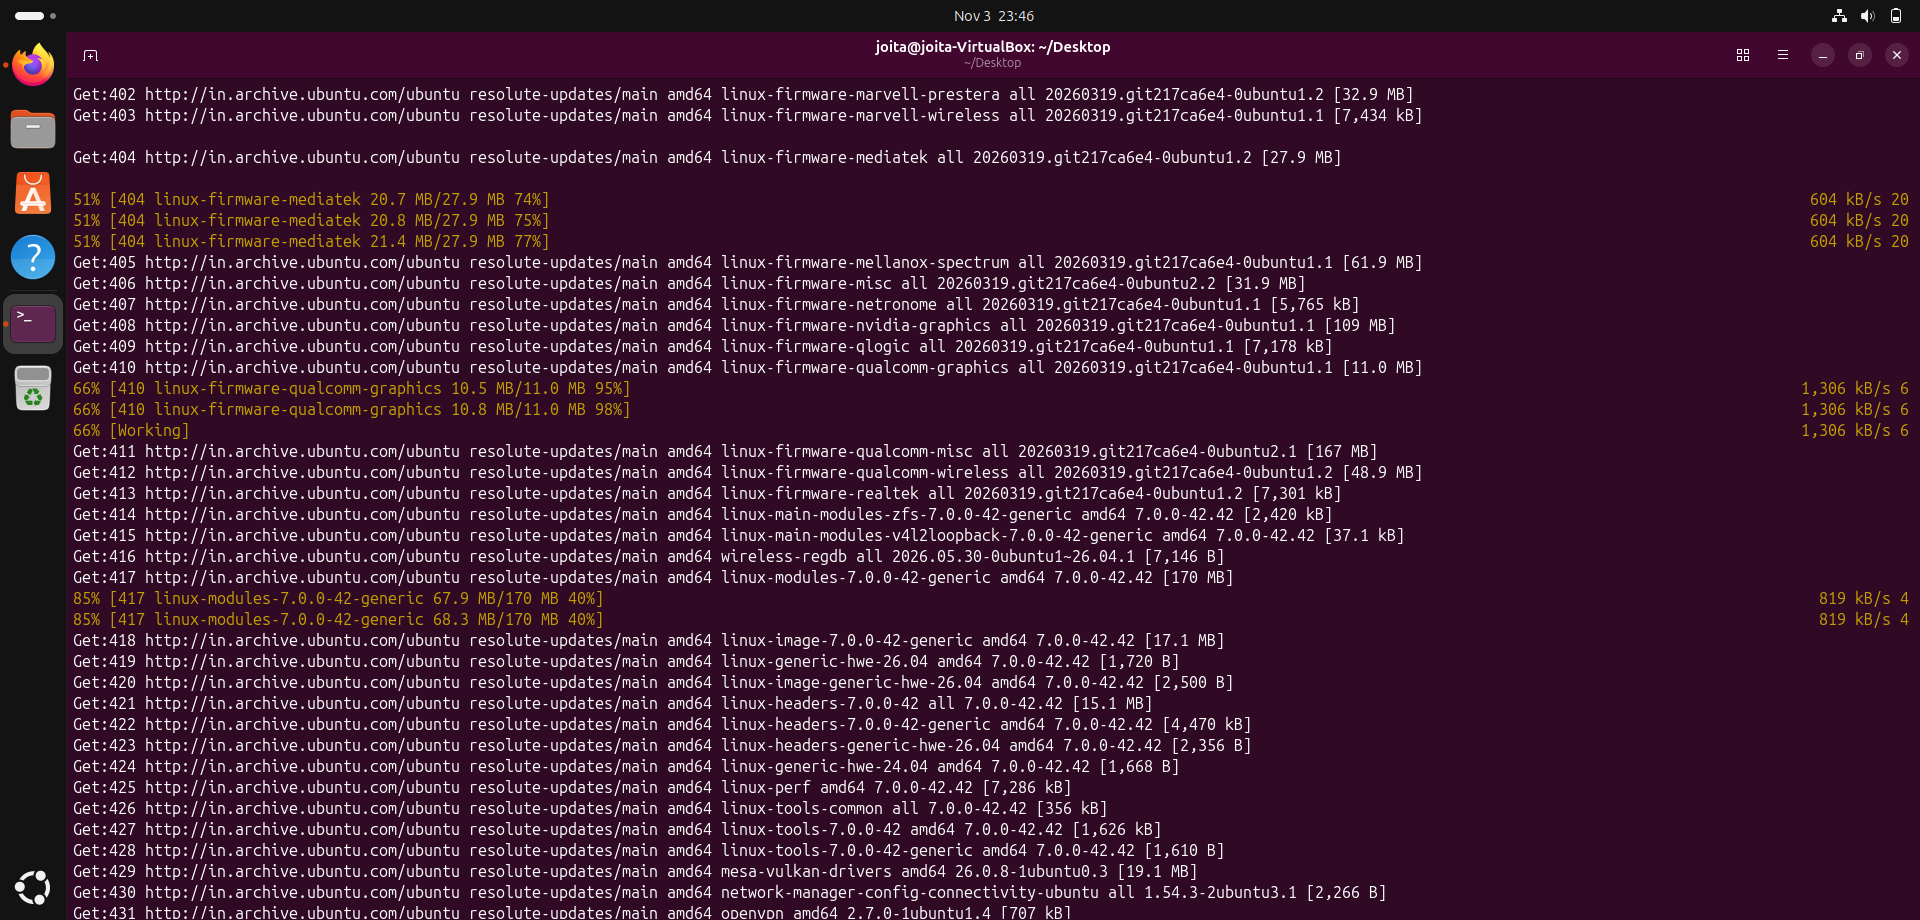 Nov 3 23:46
joita@joita-VirtualBox: ~/Desktop
~/Desktop
Get:402 http://in.archive.ubuntu.com/ubuntu resolute-updates/main amd64 linux-firmware-marvell-prestera all 20260319.git217ca6e4-0ubuntu1.2 [32.9 MB]
Get:403 http://in.archive.ubuntu.com/ubuntu resolute-updates/main amd64 linux-firmware-marvell-wireless all 20260319.git217ca6e4-0ubuntu1.1 [7,434 kB]
Get:404 http://in.archive.ubuntu.com/ubuntu resolute-updates/main amd64 linux-firmware-mediatek all 20260319.git217ca6e4-0ubuntu1.2 [27.9 MB]
51% [404 linux-firmware-mediatek 20.7 MB/27.9 MB 74%] 604 kB/s 20
51% [404 linux-firmware-mediatek 20.8 MB/27.9 MB 75%] 604 kB/s 20
51% [404 linux-firmware-mediatek 21.4 MB/27.9 MB 77%] 604 kB/s 20
Get:405 http://in.archive.ubuntu.com/ubuntu resolute-updates/main amd64 linux-firmware-mellanox-spectrum all 20260319.git217ca6e4-0ubuntu1.1 [61.9 MB]
Get:406 http://in.archive.ubuntu.com/ubuntu resolute-updates/main amd64 linux-firmware-misc all 20260319.git217ca6e4-0ubuntu2.2 [31.9 MB]
Get:407 http://in.archive.ubuntu.com/ubuntu resolute-updates/main amd64 linux-firmware-netronome all 20260319.git217ca6e4-0ubuntu1.1 [5,765 kB]
Get:408 http://in.archive.ubuntu.com/ubuntu resolute-updates/main amd64 linux-firmware-nvidia-graphics all 20260319.git217ca6e4-0ubuntu1.1 [109 MB]
Get:409 http://in.archive.ubuntu.com/ubuntu resolute-updates/main amd64 linux-firmware-qlogic all 20260319.git217ca6e4-0ubuntu1.1 [7,178 kB]
Get:410 http://in.archive.ubuntu.com/ubuntu resolute-updates/main amd64 linux-firmware-qualcomm-graphics all 20260319.git217ca6e4-0ubuntu1.1 [11.0 MB]
66% [410 linux-firmware-qualcomm-graphics 10.5 MB/11.0 MB 95%] 1,306 kB/s 6
66% [410 linux-firmware-qualcomm-graphics 10.8 MB/11.0 MB 98%] 1,306 kB/s 6
66% [Working] 1,306 kB/s 6
Get:411 http://in.archive.ubuntu.com/ubuntu resolute-updates/main amd64 linux-firmware-qualcomm-misc all 20260319.git217ca6e4-0ubuntu2.1 [167 MB]
Get:412 http://in.archive.ubuntu.com/ubuntu resolute-updates/main amd64 linux-firmware-qualcomm-wireless all 20260319.git217ca6e4-0ubuntu1.2 [48.9 MB]
Get:413 http://in.archive.ubuntu.com/ubuntu resolute-updates/main amd64 linux-firmware-realtek all 20260319.git217ca6e4-0ubuntu1.2 [7,301 kB]
Get:414 http://in.archive.ubuntu.com/ubuntu resolute-updates/main amd64 linux-main-modules-zfs-7.0.0-42-generic amd64 7.0.0-42.42 [2,420 kB]
Get:415 http://in.archive.ubuntu.com/ubuntu resolute-updates/main amd64 linux-main-modules-v4l2loopback-7.0.0-42-generic amd64 7.0.0-42.42 [37.1 kB]
Get:416 http://in.archive.ubuntu.com/ubuntu resolute-updates/main amd64 wireless-regdb all 2026.05.30-0ubuntu1~26.04.1 [7,146 B]
Get:417 http://in.archive.ubuntu.com/ubuntu resolute-updates/main amd64 linux-modules-7.0.0-42-generic amd64 7.0.0-42.42 [170 MB]
85% [417 linux-modules-7.0.0-42-generic 67.9 MB/170 MB 40%] 819 kB/s 4
85% [417 linux-modules-7.0.0-42-generic 68.3 MB/170 MB 40%] 819 kB/s 4
Get:418 http://in.archive.ubuntu.com/ubuntu resolute-updates/main amd64 linux-image-7.0.0-42-generic amd64 7.0.0-42.42 [17.1 MB]
Get:419 http://in.archive.ubuntu.com/ubuntu resolute-updates/main amd64 linux-generic-hwe-26.04 amd64 7.0.0-42.42 [1,720 B]
Get:420 http://in.archive.ubuntu.com/ubuntu resolute-updates/main amd64 linux-image-generic-hwe-26.04 amd64 7.0.0-42.42 [2,500 B]
Get:421 http://in.archive.ubuntu.com/ubuntu resolute-updates/main amd64 linux-headers-7.0.0-42 all 7.0.0-42.42 [15.1 MB]
Get:422 http://in.archive.ubuntu.com/ubuntu resolute-updates/main amd64 linux-headers-7.0.0-42-generic amd64 7.0.0-42.42 [4,470 kB]
Get:423 http://in.archive.ubuntu.com/ubuntu resolute-updates/main amd64 linux-headers-generic-hwe-26.04 amd64 7.0.0-42.42 [2,356 B]
Get:424 http://in.archive.ubuntu.com/ubuntu resolute-updates/main amd64 linux-generic-hwe-24.04 amd64 7.0.0-42.42 [1,668 B]
Get:425 http://in.archive.ubuntu.com/ubuntu resolute-updates/main amd64 linux-perf amd64 7.0.0-42.42 [7,286 kB]
Get:426 http://in.archive.ubuntu.com/ubuntu resolute-updates/main amd64 linux-tools-common all 7.0.0-42.42 [356 kB]
Get:427 http://in.archive.ubuntu.com/ubuntu resolute-updates/main amd64 linux-tools-7.0.0-42 amd64 7.0.0-42.42 [1,626 kB]
Get:428 http://in.archive.ubuntu.com/ubuntu resolute-updates/main amd64 linux-tools-7.0.0-42-generic amd64 7.0.0-42.42 [1,610 B]
Get:429 http://in.archive.ubuntu.com/ubuntu resolute-updates/main amd64 mesa-vulkan-drivers amd64 26.0.8-1ubuntu0.3 [19.1 MB]
Get:430 http://in.archive.ubuntu.com/ubuntu resolute-updates/main amd64 network-manager-config-connectivity-ubuntu all 1.54.3-2ubuntu3.1 [2,266 B]
Get:431 http://in.archive.ubuntu.com/ubuntu resolute-updates/main amd64 openvpn amd64 2.7.0-1ubuntu1.4 [707 kB]